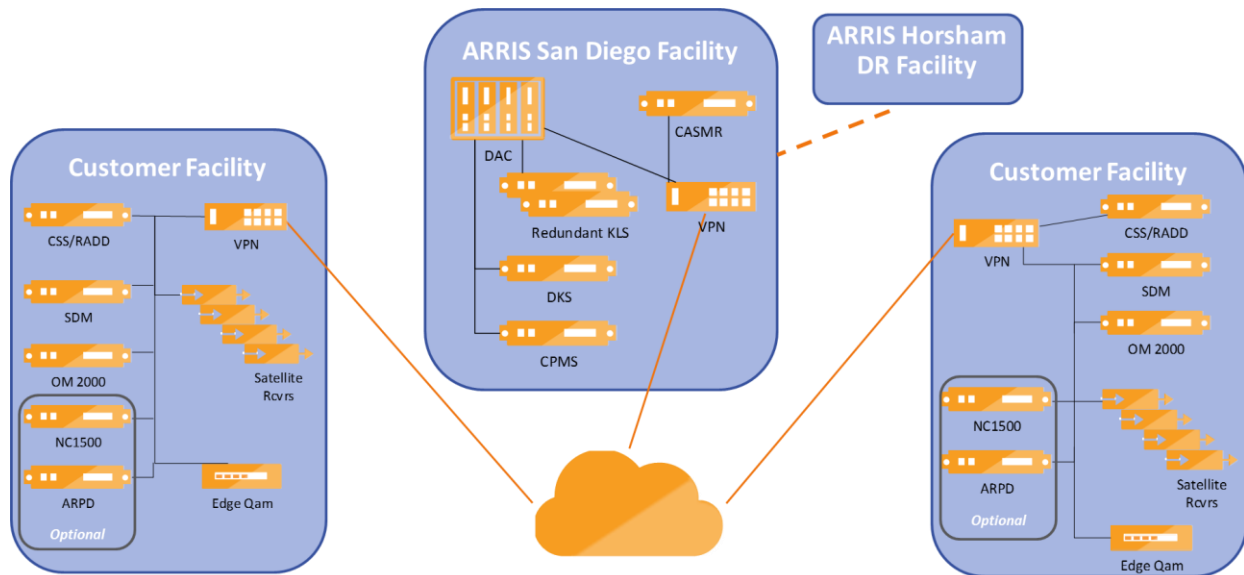 ARRIS San Diego Facility
DAC
CASMR
Redundant KLS
VPN
DKS
CPMS
ARRIS Horsham
DR Facility
Customer Facility
CSS/RADD
VPN
SDM
OM 2000
Satellite
Rcvrs
NC1500
ARPD
Edge Qam
Optional
Customer Facility
CSS/RADD
VPN
SDM
OM 2000
NC1500
ARPD
Satellite
Rcvrs
Optional
Edge Qam